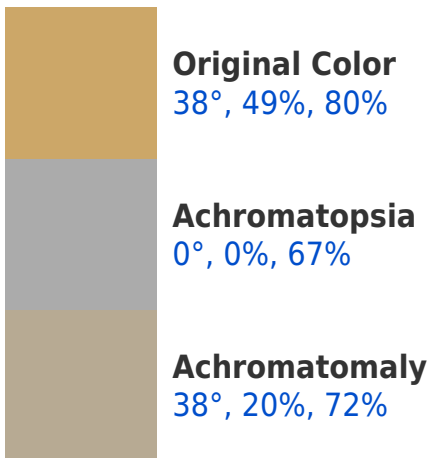 Original Color
38°, 49%, 80%
Achromatopsia
0°, 0%, 67%
Achromatomaly
38°, 20%, 72%